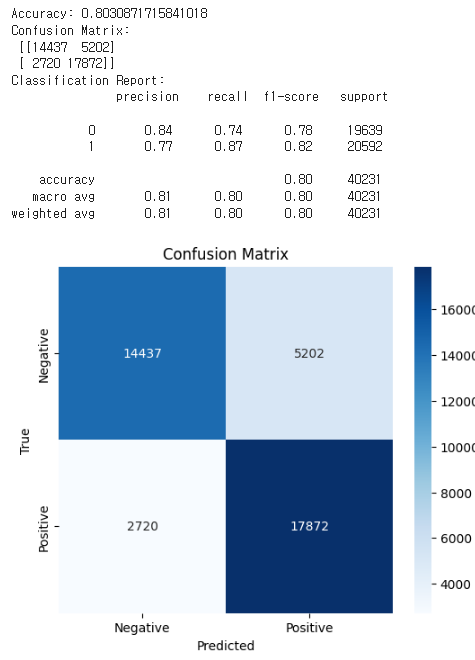 Accuracy: 0.8030871715841018
Confusion Matrix:
[[14437 5202]
[ 2720 17872]]
Classification Report:
precision recall f1-score support
0 0.84 0.74 0.78 19639
1 0.77 0.87 0.82 20592
accuracy 0.80 40231
macro avg 0.81 0.80 0.80 40231
weighted avg 0.81 0.80 0.80 40231
Confusion Matrix
Negative
14437
5202
16000
14000
12000
True
10000
8000
Positive
2720
17872
6000
4000
Negative
Positive
Predicted